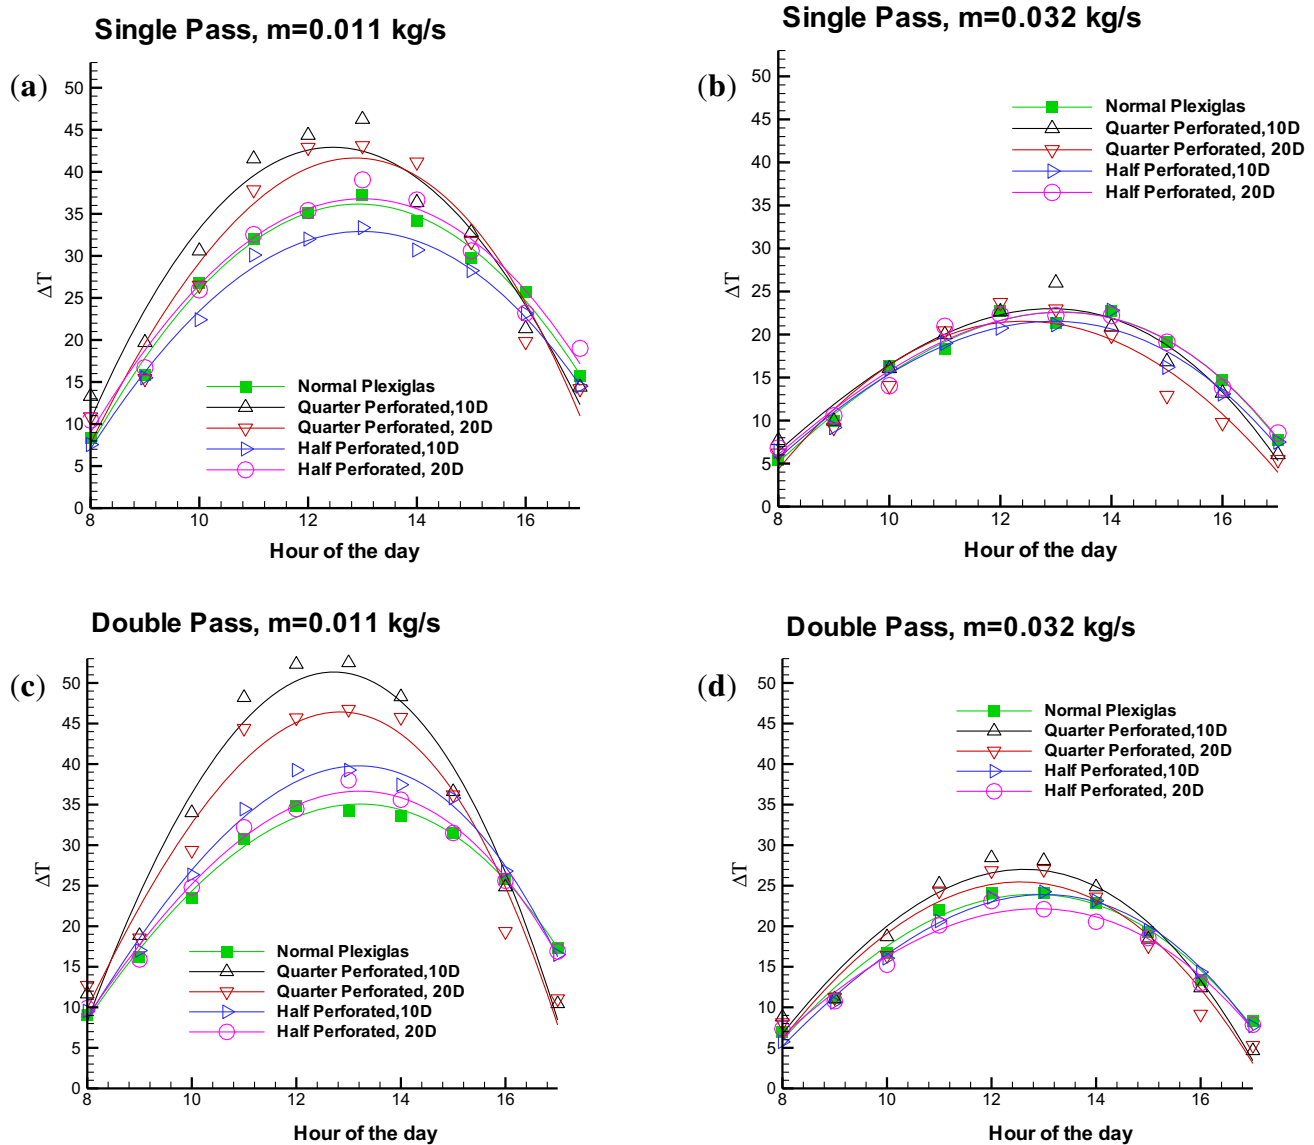 Single Pass, m=0.011 kg/s
(a)
50
45
40
35
30
25
20
15
10
5
0
ΔT
Normal Plexiglas
Quarter Perforated,10D
Quarter Perforated, 20D
Half Perforated,10D
Half Perforated, 20D
8 10 12 14 16
Hour of the day
Single Pass, m=0.032 kg/s
(b)
50
45
40
35
30
25
20
15
10
5
0
ΔT
Normal Plexiglas
Quarter Perforated,10D
Quarter Perforated, 20D
Half Perforated,10D
Half Perforated, 20D
8 10 12 14 16
Hour of the day
Double Pass, m=0.011 kg/s
(c)
50
45
40
35
30
25
20
15
10
5
0
ΔT
Normal Plexiglas
Quarter Perforated,10D
Quarter Perforated, 20D
Half Perforated,10D
Half Perforated, 20D
8 10 12 14 16
Hour of the day
Double Pass, m=0.032 kg/s
(d)
50
45
40
35
30
25
20
15
10
5
0
ΔT
Normal Plexiglas
Quarter Perforated,10D
Quarter Perforated, 20D
Half Perforated,10D
Half Perforated, 20D
8 10 12 14 16
Hour of the day